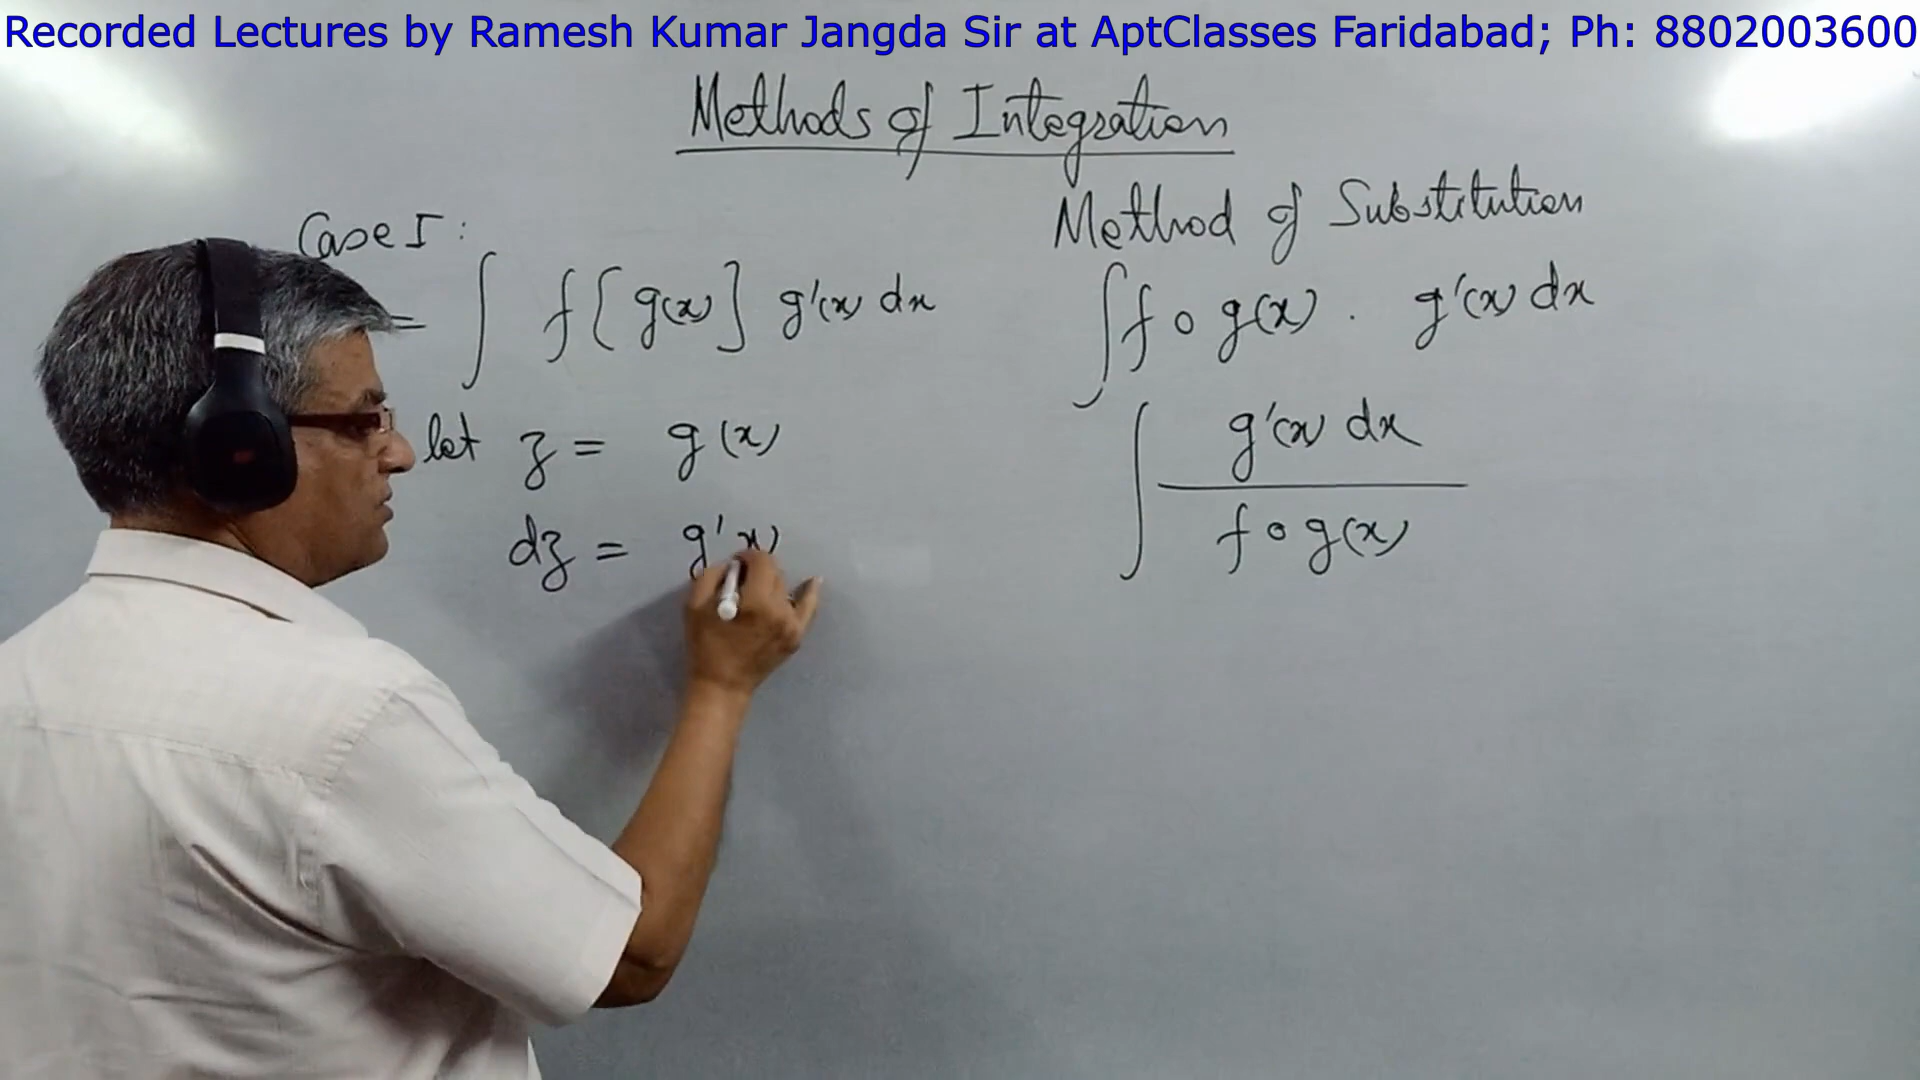 Recorded Lectures by Ramesh Kumar Jangda Sir at AptClasses Faridabad; Ph: 8802003600
Methods of Integration
Method of Substitution
Case I:
= ∫ f[g(x)] g'(x) dx
let z = g(x)
dz = g'x)
∫ f o g(x) . g'(x) dx
∫ g'(x) dx / f o g(x)